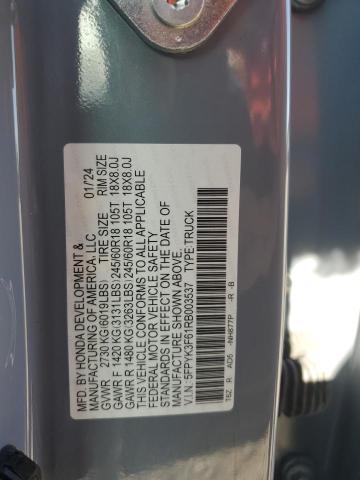 MFD BY HONDA DEVELOPMENT &
MANUFACTURING OF AMERICA, LLC 01/24
GVWR 2730 KG(6019LBS) TIRE SIZE RIM SIZE
GAWR F 1420 KG(3131LBS) 245/60R18 105T 18X8.0J
GAWR R 1480 KG(3263LBS) 245/60R18 105T 18X8.0J
THIS VEHICLE CONFORMS TO ALL APPLICABLE
FEDERAL MOTOR VEHICLE SAFETY
STANDARDS IN EFFECT ON THE DATE OF
MANUFACTURE SHOWN ABOVE.
V.I.N: 5FPYK3F61RB003537 TYPE:TRUCK
T6Z R AD5 -NH877P -R -B